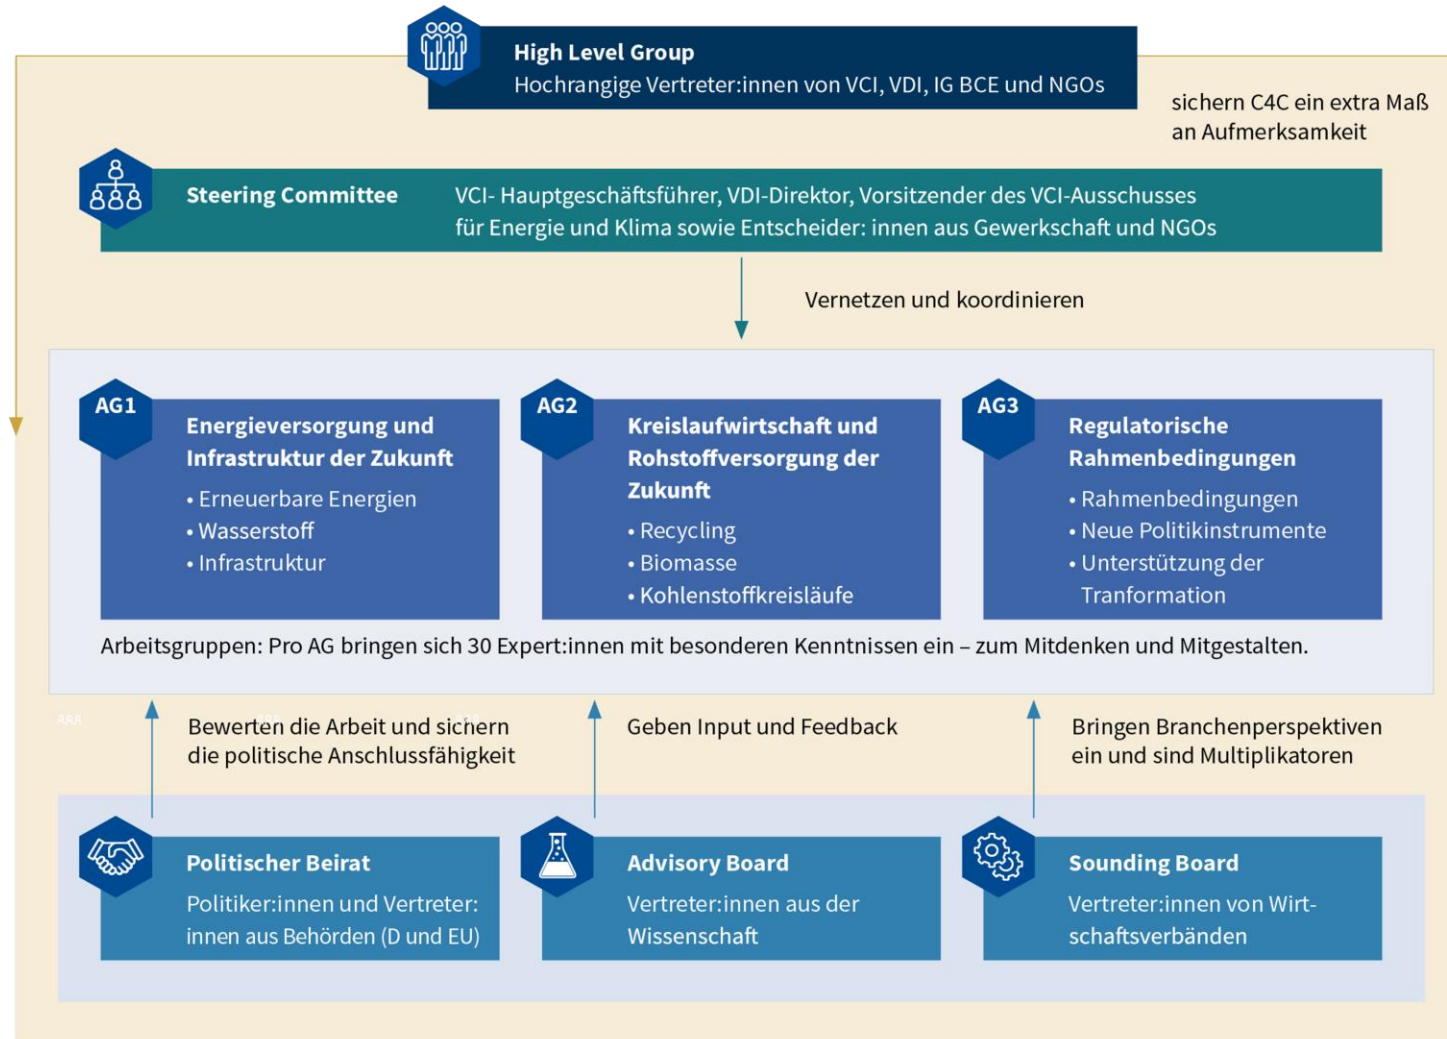 High Level Group
Hochrangige Vertreter:innen von VCI, VDI, IG BCE und NGOs
sichern C4C ein extra Maß
an Aufmerksamkeit
Steering Committee
VCI- Hauptgeschäftsführer, VDI-Direktor, Vorsitzender des VCI-Ausschusses
für Energie und Klima sowie Entscheider: innen aus Gewerkschaft und NGOs
Vernetzen und koordinieren
AG1
Energieversorgung und
Infrastruktur der Zukunft
• Erneuerbare Energien
• Wasserstoff
• Infrastruktur
AG2
Kreislaufwirtschaft und
Rohstoffversorgung der
Zukunft
• Recycling
• Biomasse
• Kohlenstoffkreisläufe
AG3
Regulatorische
Rahmenbedingungen
• Rahmenbedingungen
• Neue Politikinstrumente
• Unterstützung der
Tranformation
Arbeitsgruppen: Pro AG bringen sich 30 Expert:innen mit besonderen Kenntnissen ein – zum Mitdenken und Mitgestalten.
Bewerten die Arbeit und sichern
die politische Anschlussfähigkeit
Geben Input und Feedback
Bringen Branchenperspektiven
ein und sind Multiplikatoren
Politischer Beirat
Politiker:innen und Vertreter:
innen aus Behörden (D und EU)
Advisory Board
Vertreter:innen aus der
Wissenschaft
Sounding Board
Vertreter:innen von Wirt-
schaftsverbänden